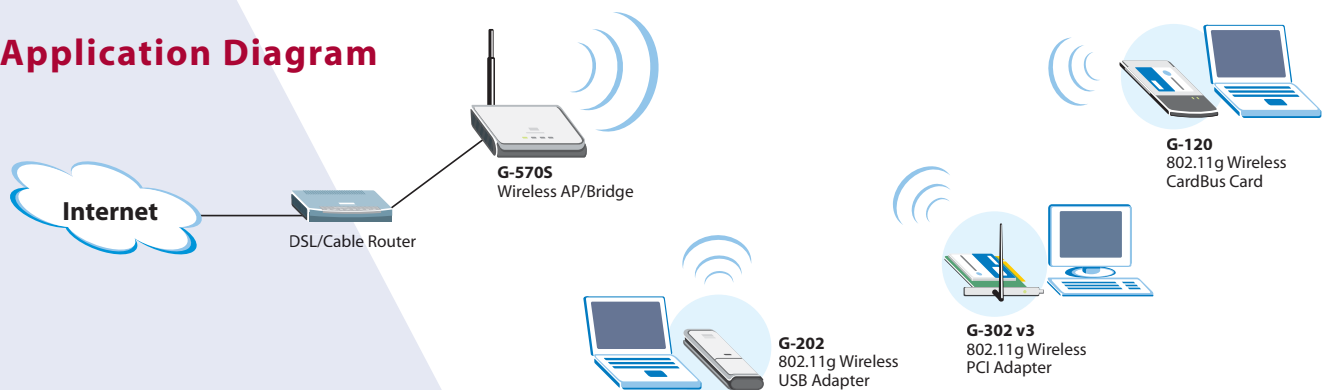 Application Diagram
Internet
DSL/Cable Router
G-570S
Wireless AP/Bridge
G-120
802.11g Wireless
CardBus Card
G-202
802.11g Wireless
USB Adapter
G-302 v3
802.11g Wireless
PCI Adapter